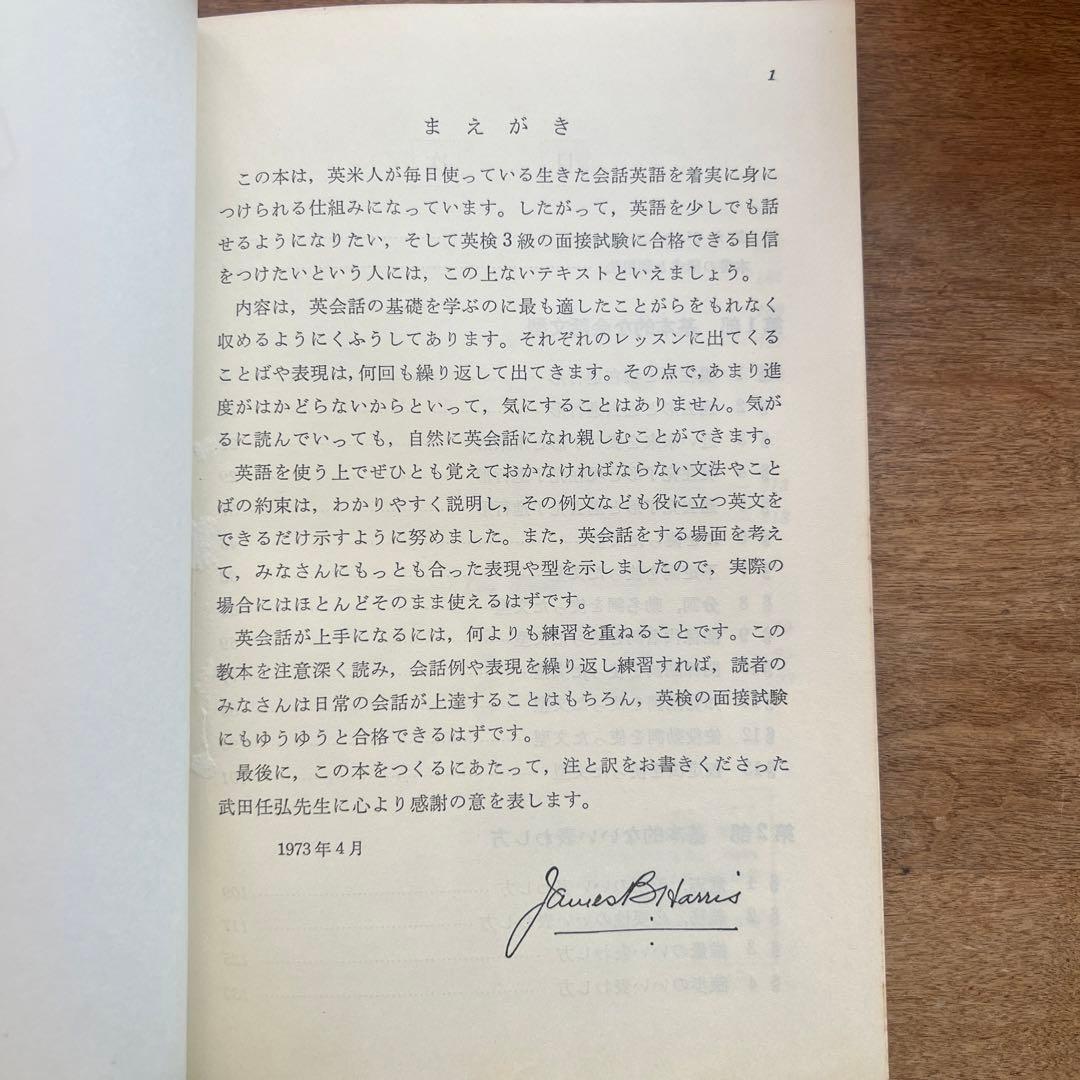 1
まえがき
この本は，英米人が毎日使っている生きた会話英語を着実に身に
つけられる仕組みになっています。したがって，英語を少しでも話
せるようになりたい，そして英検３級の面接試験に合格できる自信
をつけたいという人には，この上ないテキストといえましょう。
内容は，英会話の基礎を学ぶのに最も適したことがらをもれなく
収めるようにくふうしてあります。それぞれのレッスンに出てくる
ことばや表現は，何回も繰り返して出てきます。その点で，あまり進
度がはかどらないからといって，気にすることはありません。気が
るに読んでいっても，自然に英会話になれ親しむことができます。
英語を使う上でぜひとも覚えておかなければならない文法やこと
ばの約束は，わかりやすく説明し，その例文なども役に立つ英文を
できるだけ示すように努めました。また，英会話をする場面を考え
て，みなさんにもっとも合った表現や型を示しましたので，実際の
場合にはほとんどそのまま使えるはずです。
英会話が上手になるには，何よりも練習を重ねることです。この
教本を注意深く読み，会話例や表現を繰り返し練習すれば，読者の
みなさんは日常の会話が上達することはもちろん，英検の面接試験
にもゆうゆうと合格できるはずです。
最後に，この本をつくるにあたって，注と訳をお書きくださった
武田任弘先生に心より感謝の意を表します。
1973年４月
James B. Harris